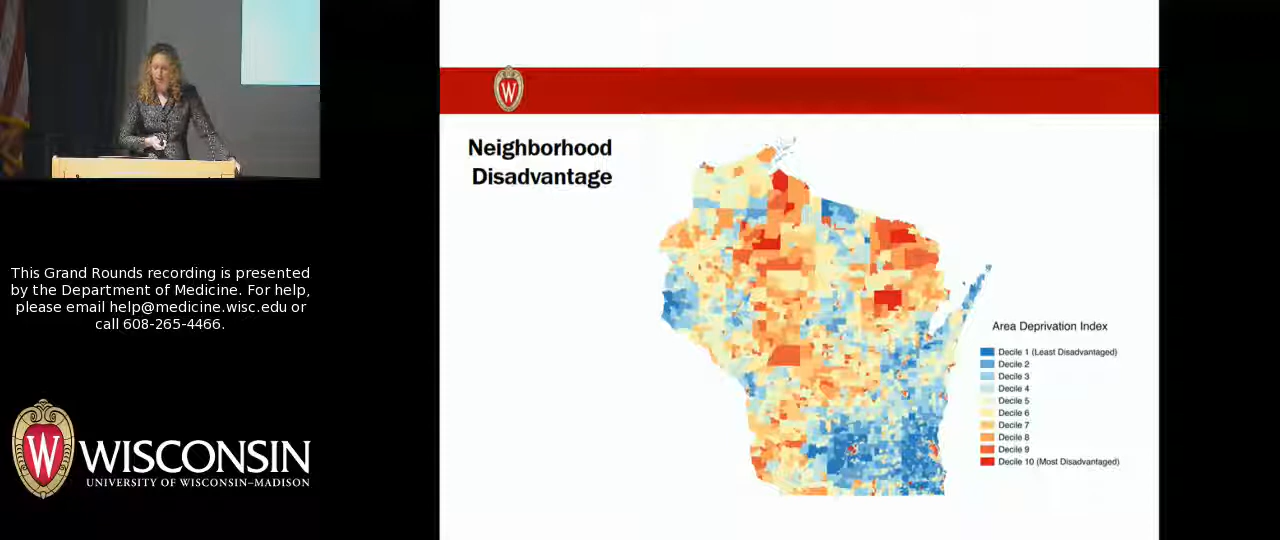 This Grand Rounds recording is presented
by the Department of Medicine. For help,
please email help@medicine.wisc.edu or
call 608-265-4466.
W
WISCONSIN
UNIVERSITY OF WISCONSIN–MADISON
W
Neighborhood
Disadvantage
Area Deprivation Index
Decile 1 (Least Disadvantaged)
Decile 2
Decile 3
Decile 4
Decile 5
Decile 6
Decile 7
Decile 8
Decile 9
Decile 10 (Most Disadvantaged)